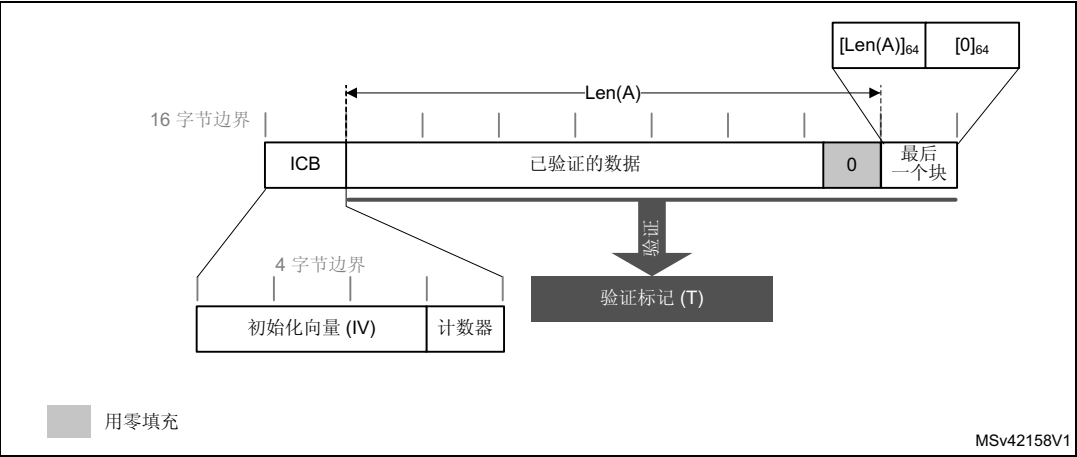 [Len(A)]64 [0]64
Len(A)
16 字节边界
ICB 已验证的数据 0 最后
一个块
验证
4 字节边界
验证标记 (T)
初始化向量 (IV) 计数器
用零填充
MSv42158V1